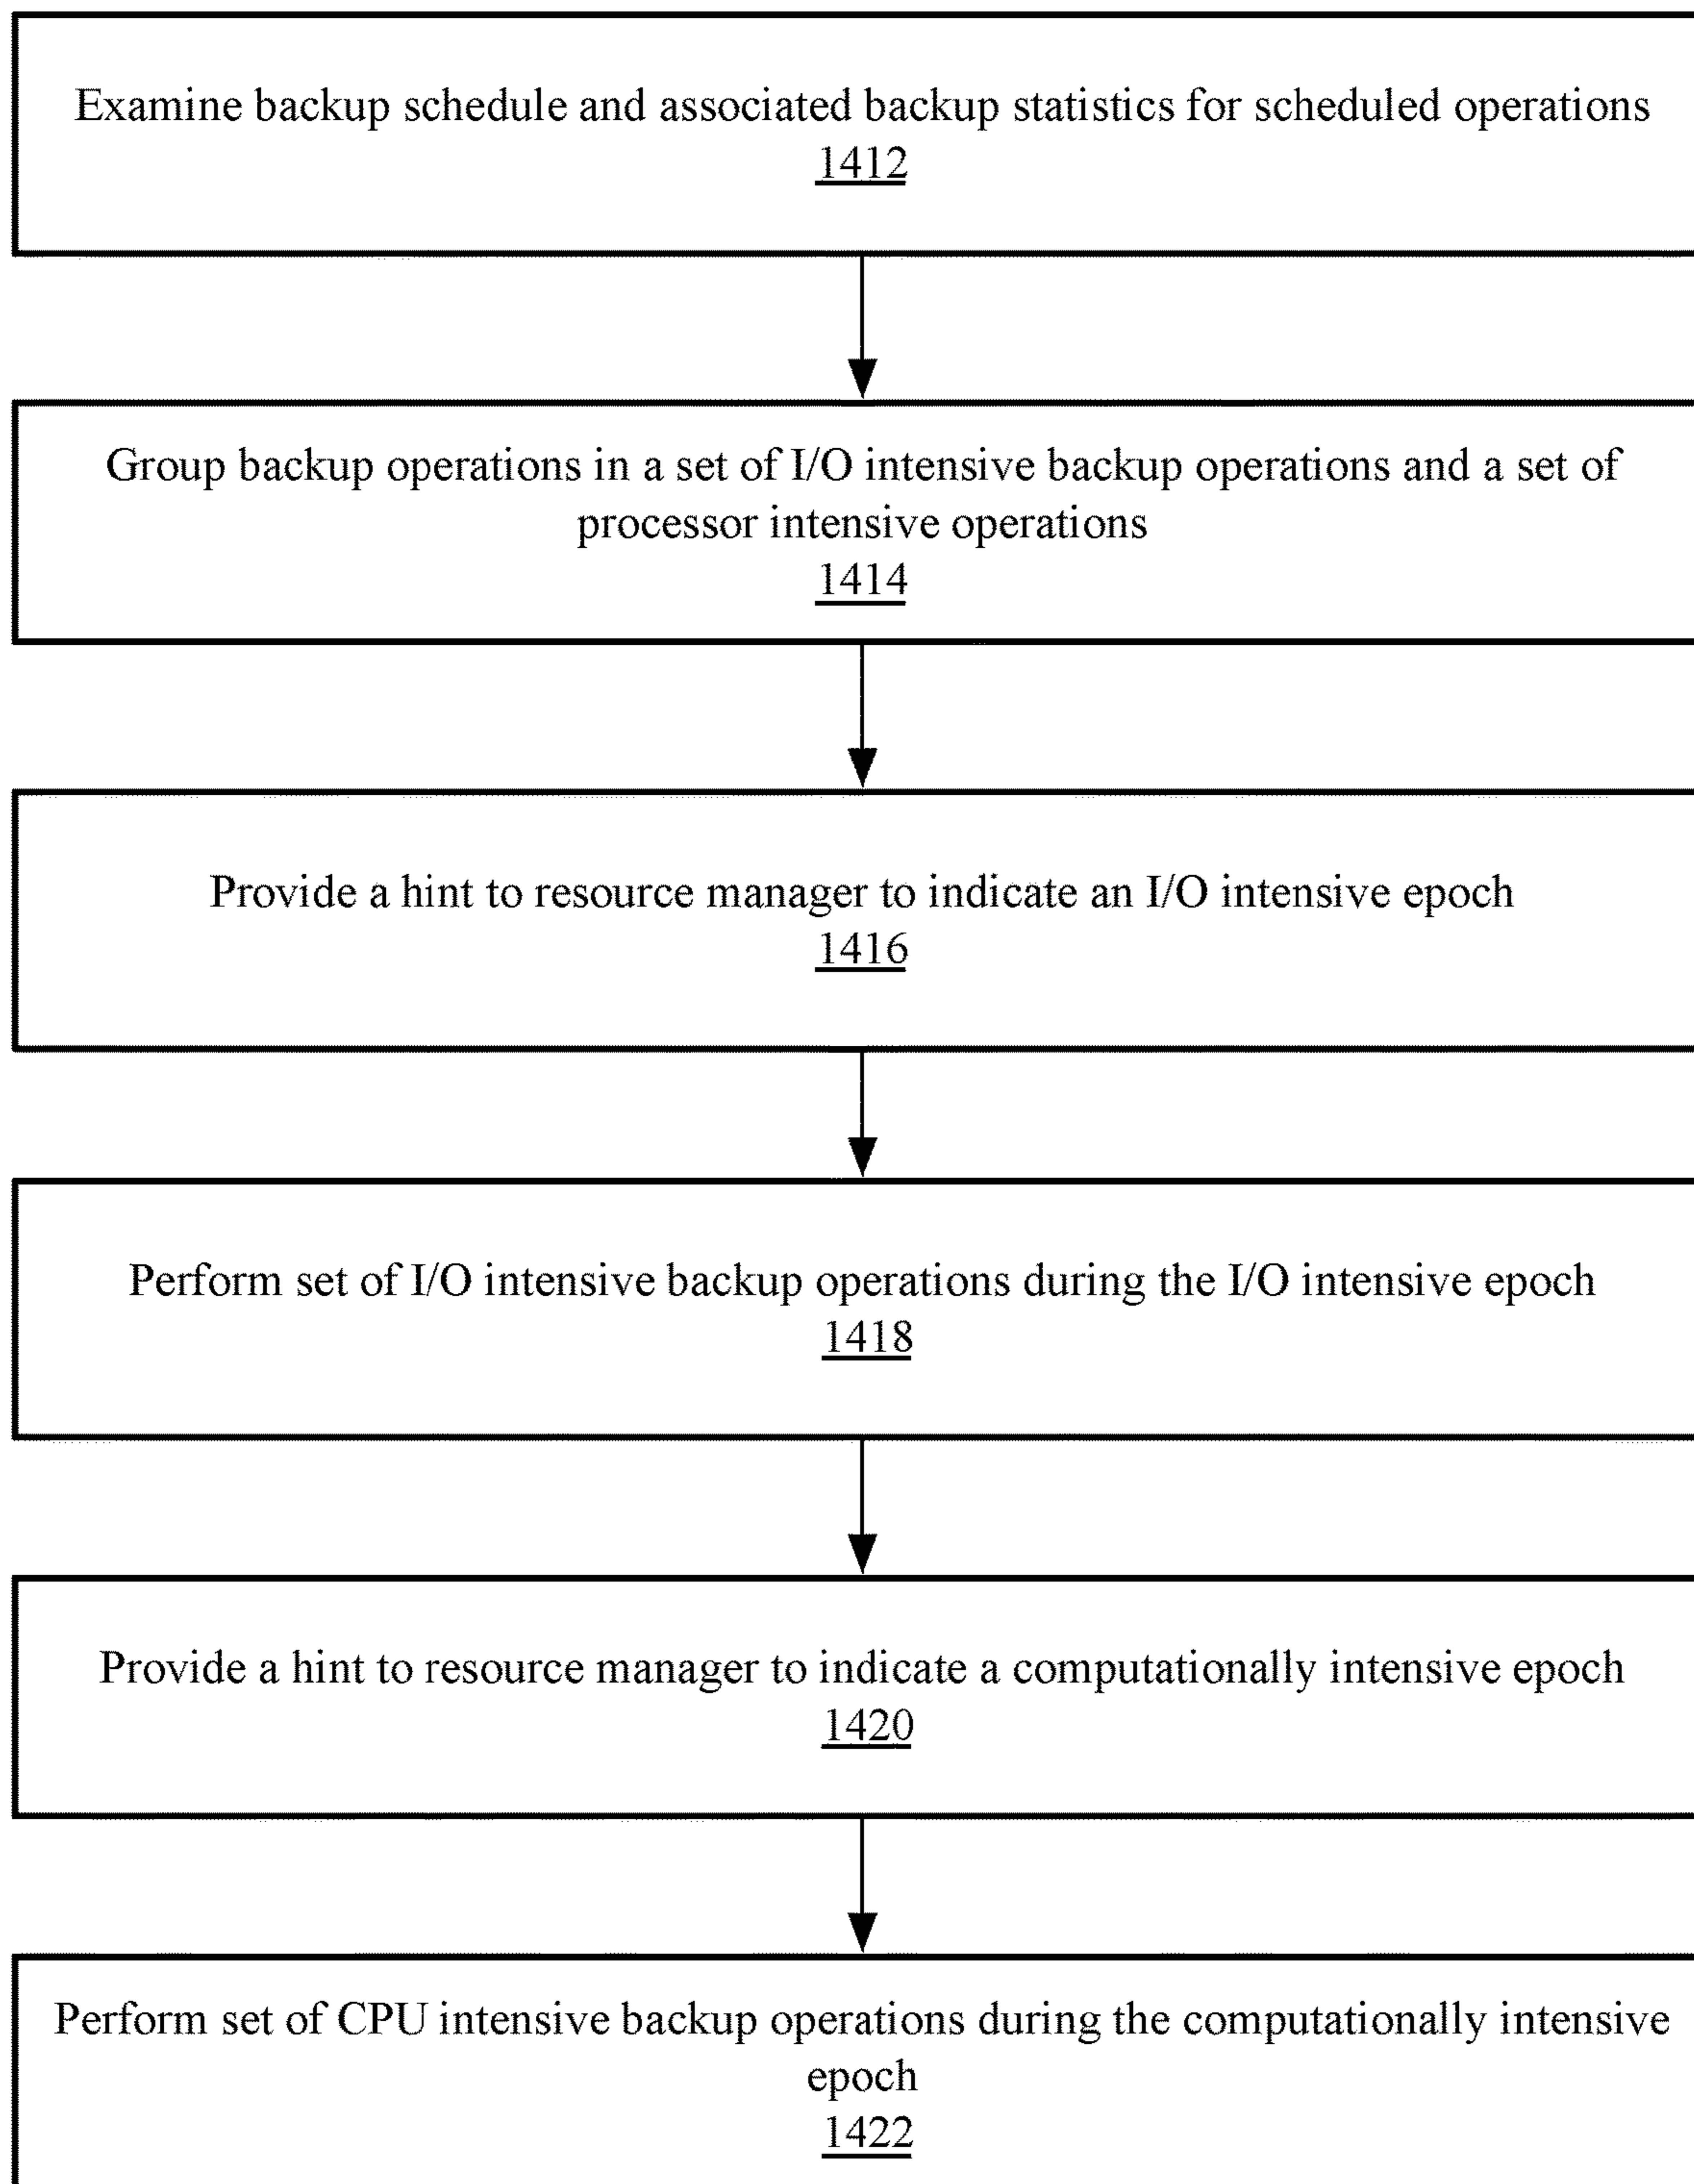 Examine backup schedule and associated backup statistics for scheduled operations
1412
Group backup operations in a set of I/O intensive backup operations and a set of
processor intensive operations
1414
Provide a hint to resource manager to indicate an I/O intensive epoch
1416
Perform set of I/O intensive backup operations during the I/O intensive epoch
1418
Provide a hint to resource manager to indicate a computationally intensive epoch
1420
Perform set of CPU intensive backup operations during the computationally intensive
epoch
1422